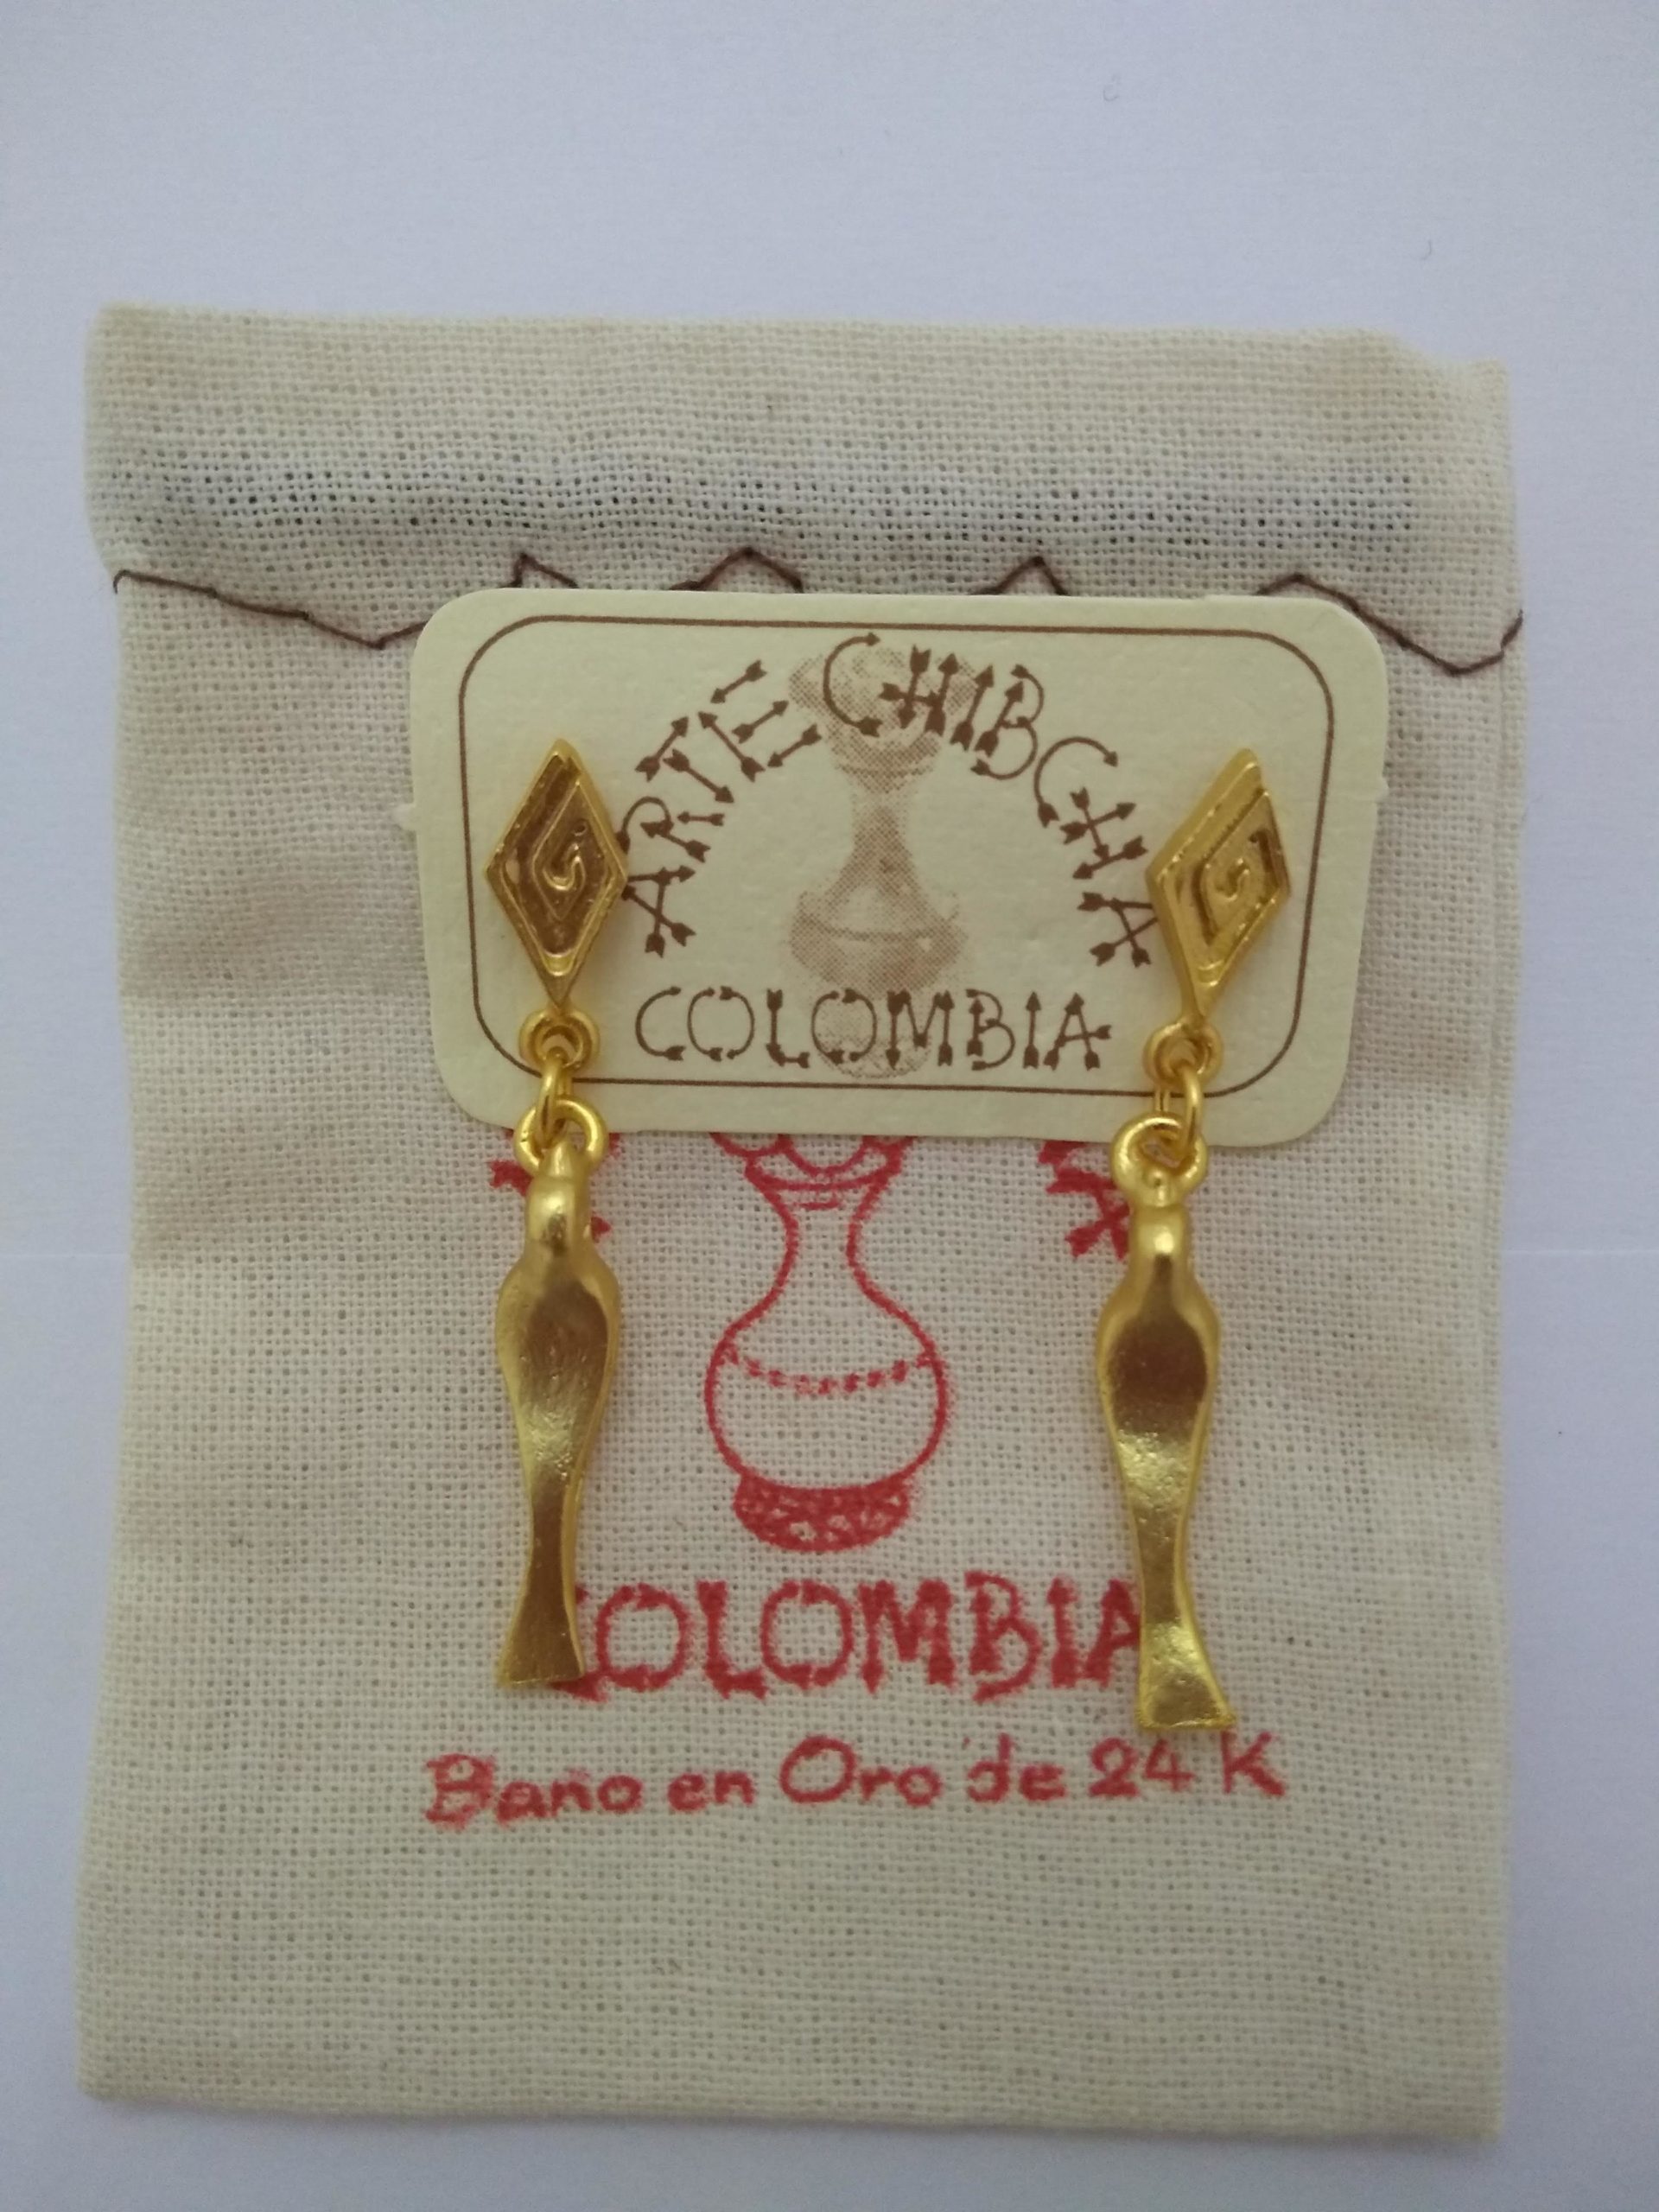 ARTE CHIBCHA
COLOMBIA
COLOMBIA
Baño en Oro de 24 K